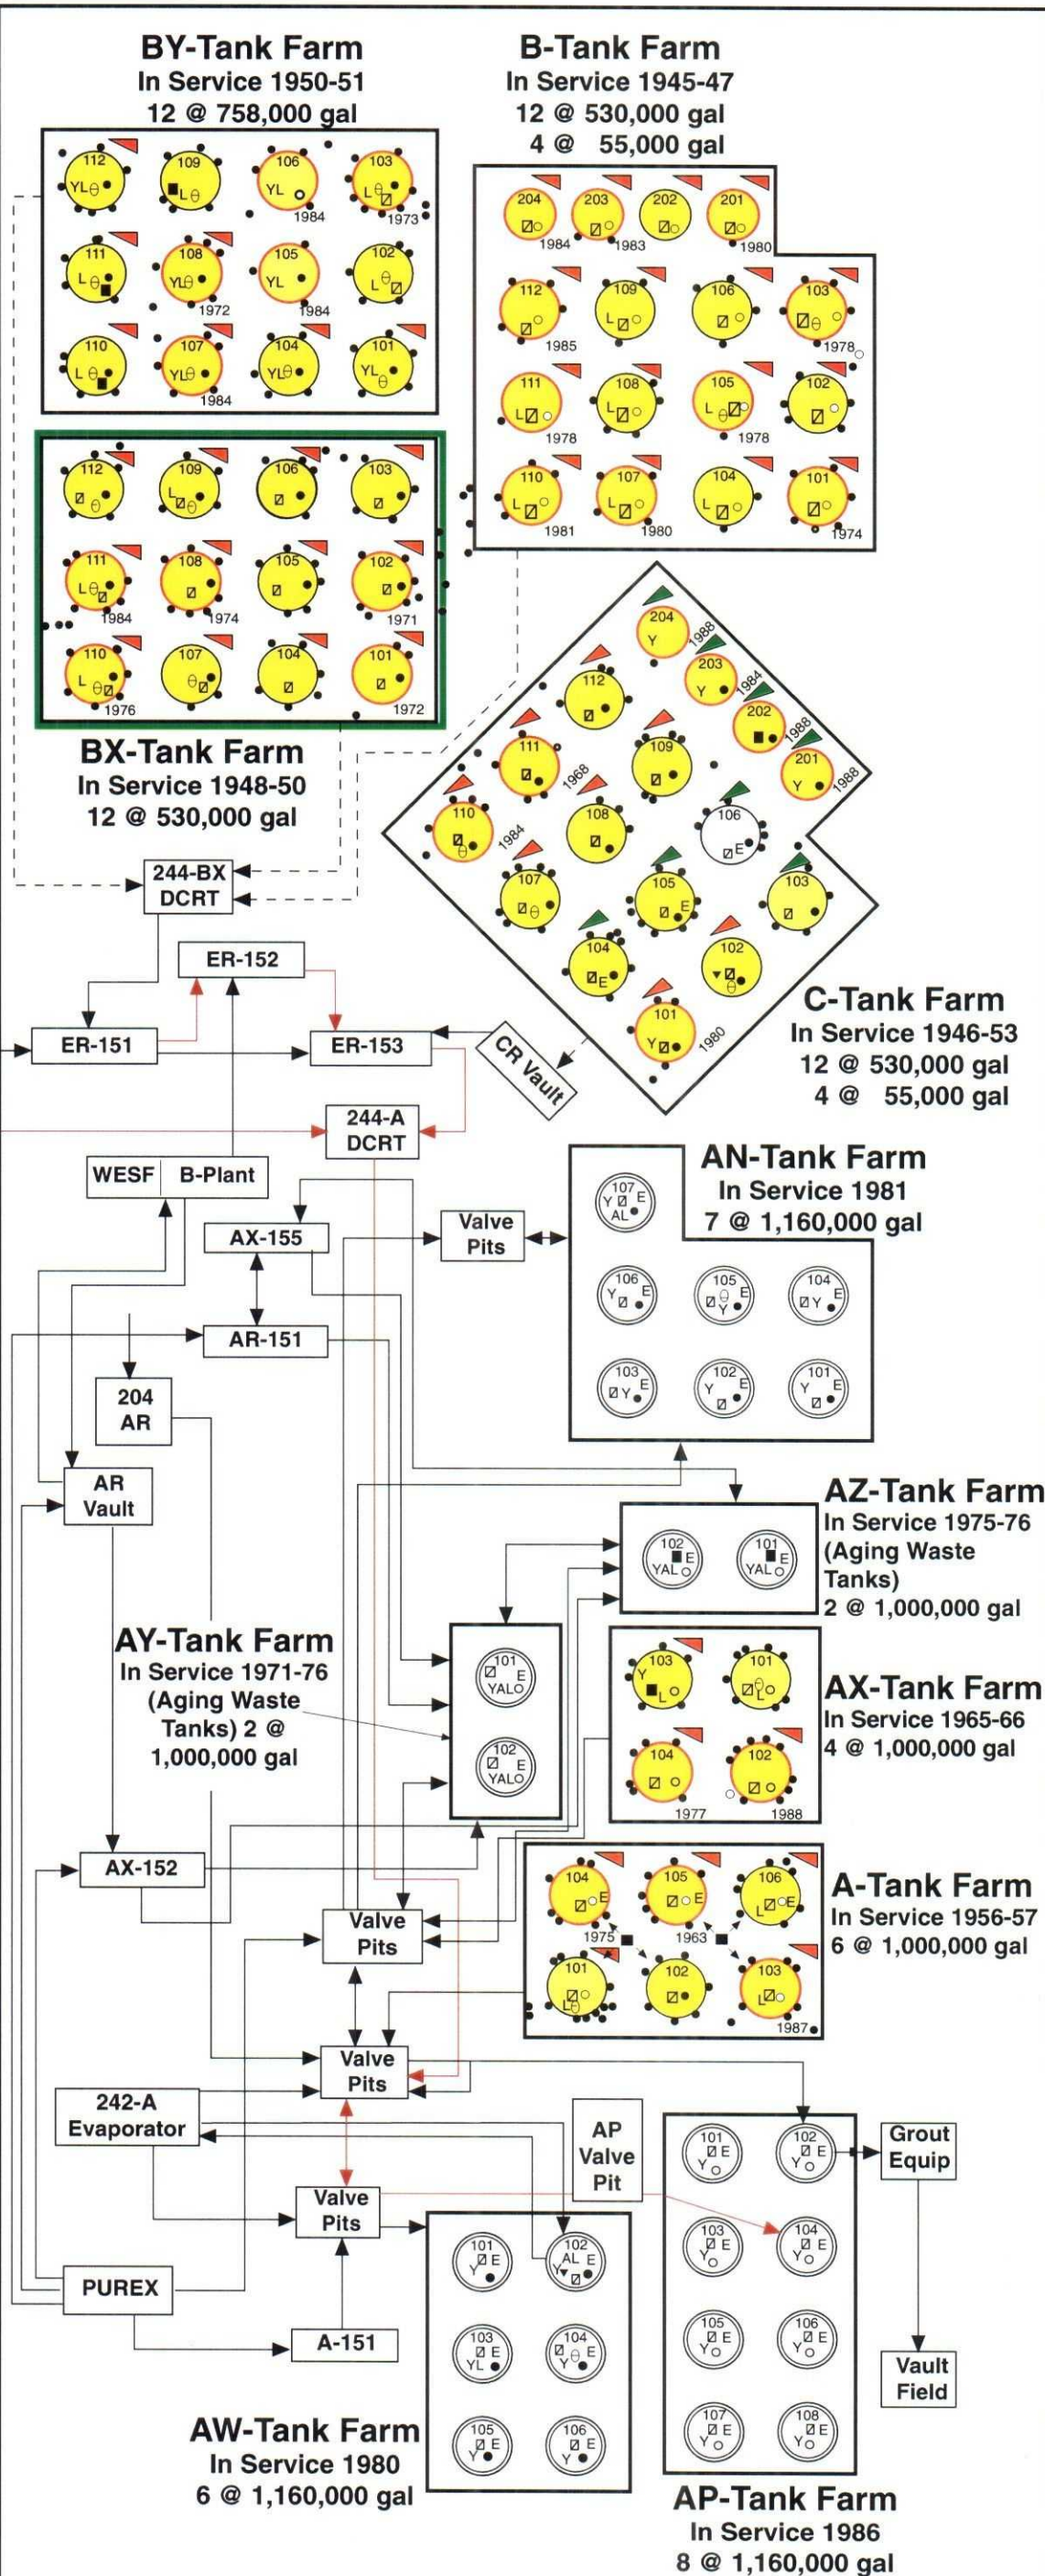 BY-Tank Farm
In Service 1950-51
12 @ 758,000 gal
112
109
106
103
YL
L
YL
L
1984
1973
111
108
105
102
L
YL
YL
L
1972
1984
110
107
104
101
L
YL
YL
YL
1984
B-Tank Farm
In Service 1945-47
12 @ 530,000 gal
4 @ 55,000 gal
204
203
202
201
1984
1983
1980
112
109
106
103
L
1985
1978
111
108
105
102
L
L
L
1978
1978
110
107
104
101
L
L
L
1981
1980
1974
112
109
106
103
L
111
108
105
102
L
1984
1974
1971
110
107
104
101
L
1976
1972
BX-Tank Farm
In Service 1948-50
12 @ 530,000 gal
204
Y
1988
203
Y
1984
202
1988
201
Y
1988
112
111
1968
109
110
1984
108
106
E
107
105
E
103
104
E
102
101
Y
1980
C-Tank Farm
In Service 1946-53
12 @ 530,000 gal
4 @ 55,000 gal
244-BX
DCRT
ER-152
ER-151
ER-153
CR Vault
244-A
DCRT
WESF
B-Plant
AX-155
Valve
Pits
AR-151
204
AR
AR
Vault
AN-Tank Farm
In Service 1981
7 @ 1,160,000 gal
107
Y E
AL
106
105
104
Y E
E
Y
E
Y
103
102
101
Y E
Y E
Y E
AZ-Tank Farm
In Service 1975-76
(Aging Waste
Tanks)
2 @ 1,000,000 gal
102
101
E
E
YAL
YAL
AY-Tank Farm
In Service 1971-76
(Aging Waste
Tanks) 2 @
1,000,000 gal
101
E
YAL
102
E
YAL
AX-Tank Farm
In Service 1965-66
4 @ 1,000,000 gal
103
101
Y
L
L
104
102
1977
1988
AX-152
A-Tank Farm
In Service 1956-57
6 @ 1,000,000 gal
104
105
106
E
E
L E
1975
1963
101
102
103
L
L
1987
Valve
Pits
Valve
Pits
242-A
Evaporator
AP
Valve
Pit
Valve
Pits
PUREX
A-151
101
102
E
Y
AL E
Y
103
104
E
YL
E
Y
105
106
E
Y
E
Y
AW-Tank Farm
In Service 1980
6 @ 1,160,000 gal
101
102
E
Y
E
Y
103
104
E
Y
E
Y
105
106
E
Y
E
Y
107
108
E
Y
E
Y
Grout
Equip
Vault
Field
AP-Tank Farm
In Service 1986
8 @ 1,160,000 gal